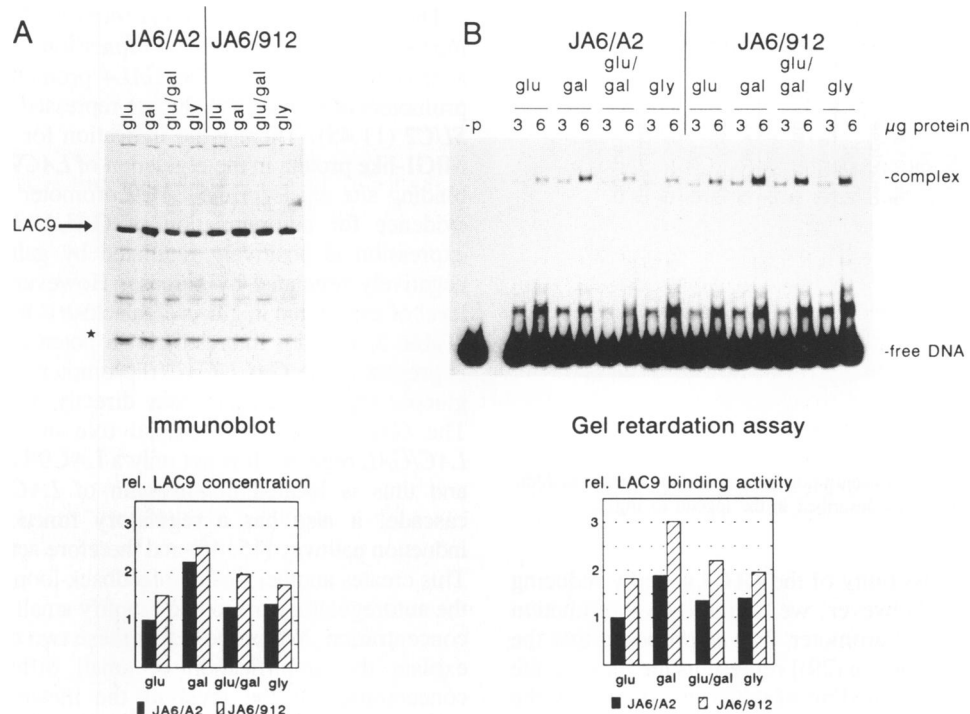 A
JA6/A2 JA6/912
glu gal glu/gal gly glu gal glu/gal gly
LAC9
★
Immunoblot
rel. LAC9 concentration
3
2
1
glu gal glu/gal gly
JA6/A2 JA6/912
B
JA6/A2 JA6/912
glu gal glu/gal gly glu gal glu/gal gly
-p 3 6 3 6 3 6 3 6 3 6 3 6 3 6 3 6 µg protein
-complex
-free DNA
Gel retardation assay
rel. LAC9 binding activity
3
2
1
glu gal glu/gal gly
JA6/A2 JA6/912